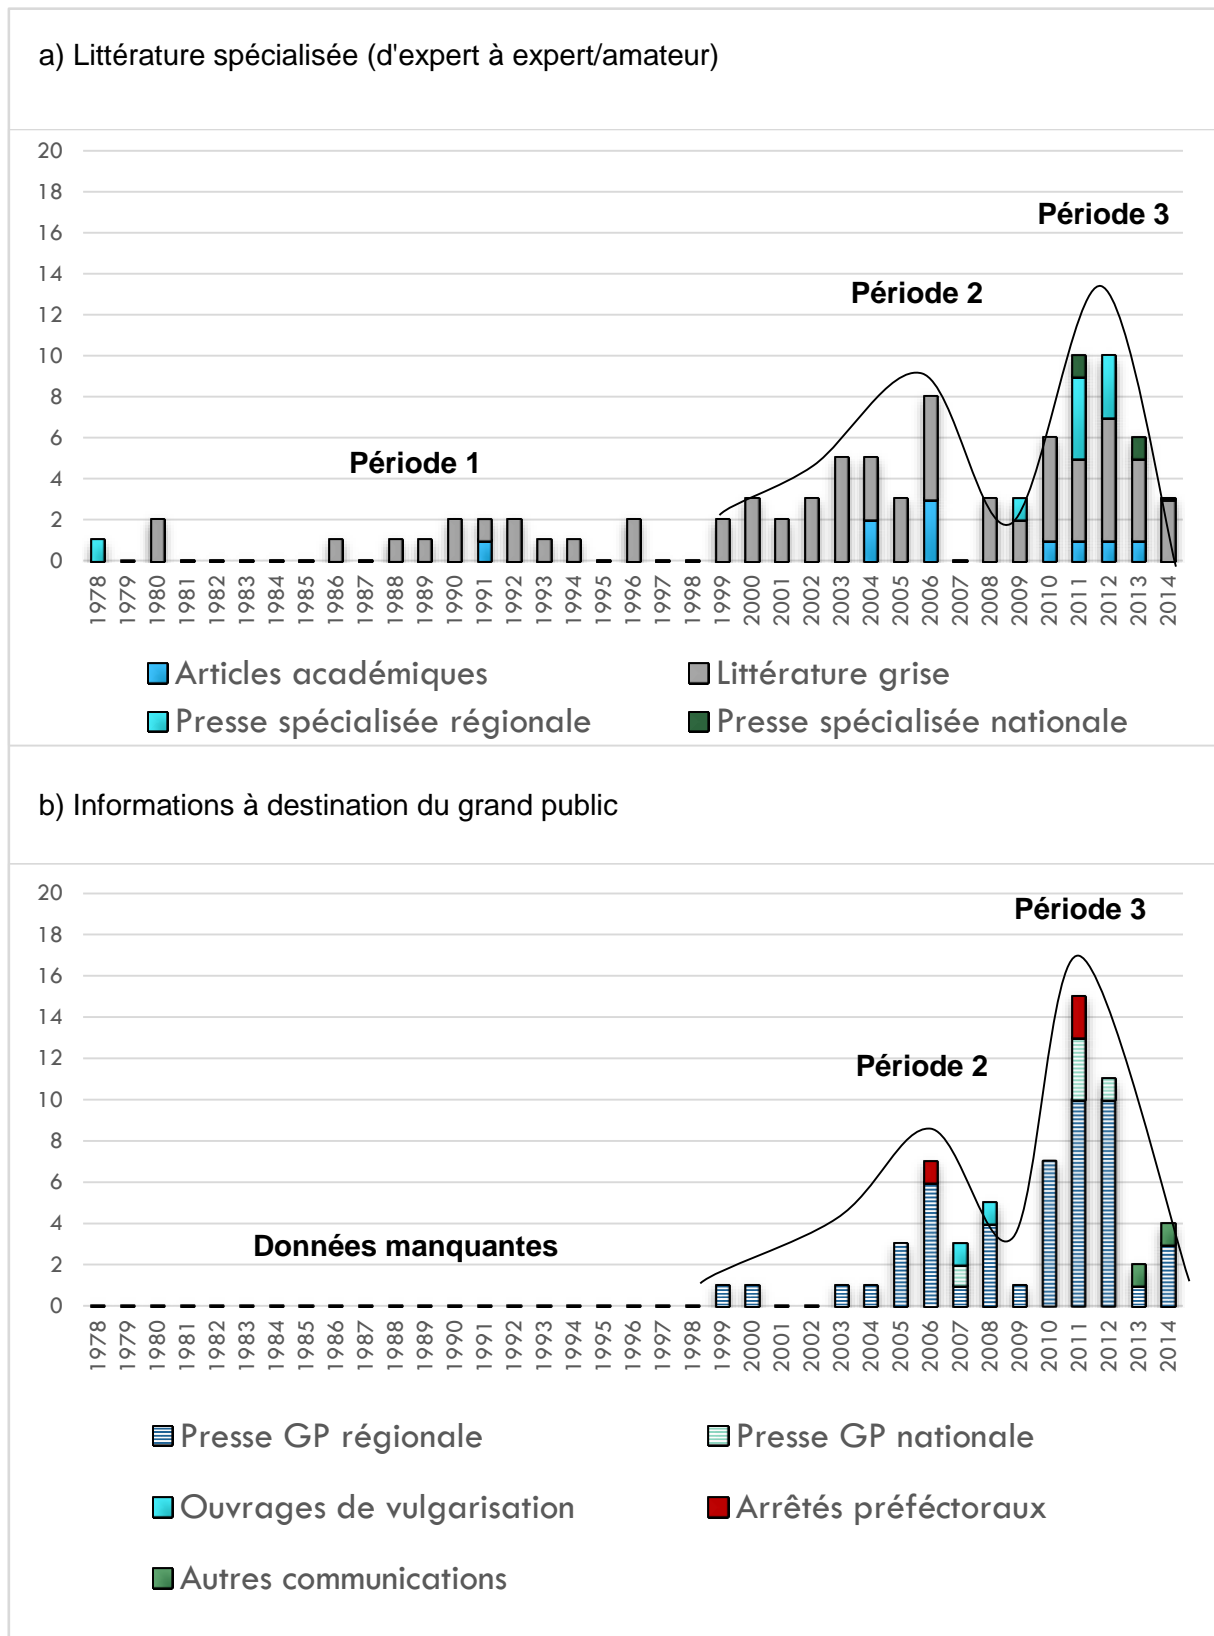 a) Littérature spécialisée (d'expert à expert/amateur)
20
18
16
14
12
10
8
6
4
2
0
Période 1
Période 2
Période 3
1978 1979 1980 1981 1982 1983 1984 1985 1986 1987 1988 1989 1990 1991 1992 1993 1994 1995 1996 1997 1998 1999 2000 2001 2002 2003 2004 2005 2006 2007 2008 2009 2010 2011 2012 2013 2014
Articles académiques Littérature grise
Presse spécialisée régionale Presse spécialisée nationale
b) Informations à destination du grand public
20
18
16
14
12
10
8
6
4
2
0
Données manquantes
Période 2
Période 3
1978 1979 1980 1981 1982 1983 1984 1985 1986 1987 1988 1989 1990 1991 1992 1993 1994 1995 1996 1997 1998 1999 2000 2001 2002 2003 2004 2005 2006 2007 2008 2009 2010 2011 2012 2013 2014
Presse GP régionale Presse GP nationale
Ouvrages de vulgarisation Arrêtés préféctoraux
Autres communications